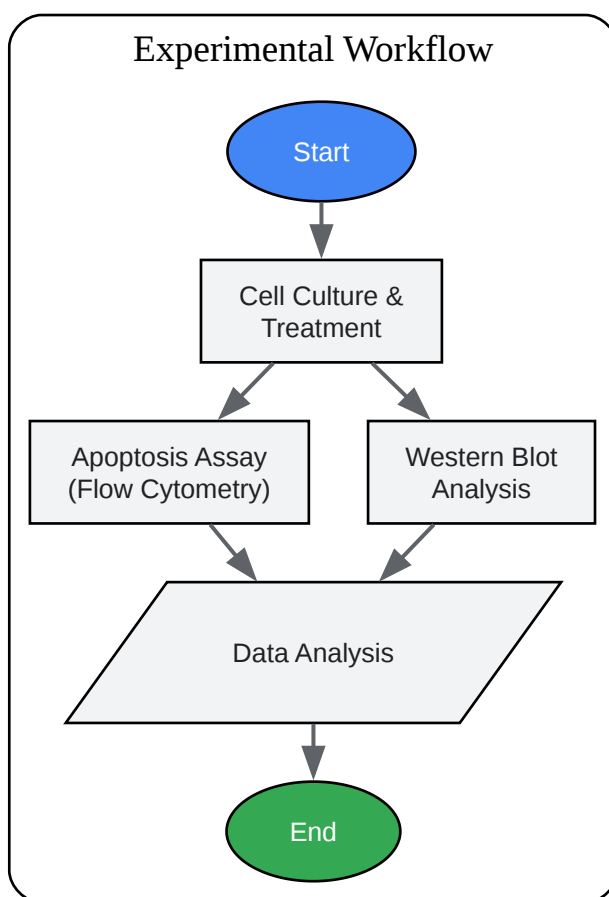 Experimental Workflow
Start
Cell Culture &
Treatment
Apoptosis Assay
(Flow Cytometry)
Western Blot
Analysis
Data Analysis
End